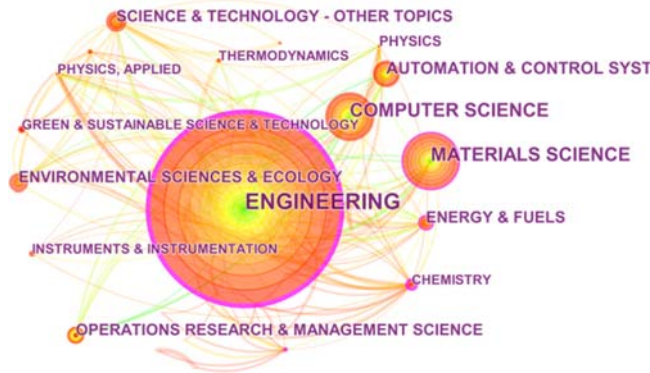 SCIENCE & TECHNOLOGY - OTHER TOPICS
PHYSICS
THERMODYNAMICS
PHYSICS, APPLIED
AUTOMATION & CONTROL SYST
COMPUTER SCIENCE
GREEN & SUSTAINABLE SCIENCE & TECHNOLOGY
MATERIALS SCIENCE
ENVIRONMENTAL SCIENCES & ECOLOGY
ENGINEERING
ENERGY & FUELS
INSTRUMENTS & INSTRUMENTATION
CHEMISTRY
OPERATIONS RESEARCH & MANAGEMENT SCIENCE